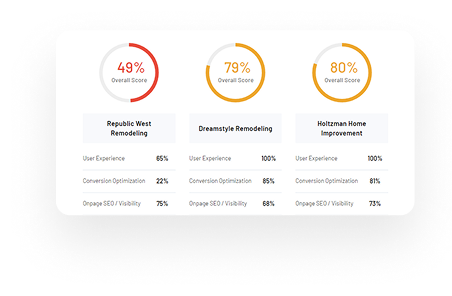 49%
Overall Score
79%
Overall Score
80%
Overall Score
Republic West
Remodeling
Dreamstyle Remodeling
Holtzman Home
Improvement
User Experience 65%
User Experience 100%
User Experience 100%
Conversion Optimization 22%
Conversion Optimization 85%
Conversion Optimization 81%
Onpage SEO / Visibility 75%
Onpage SEO / Visibility 68%
Onpage SEO / Visibility 73%